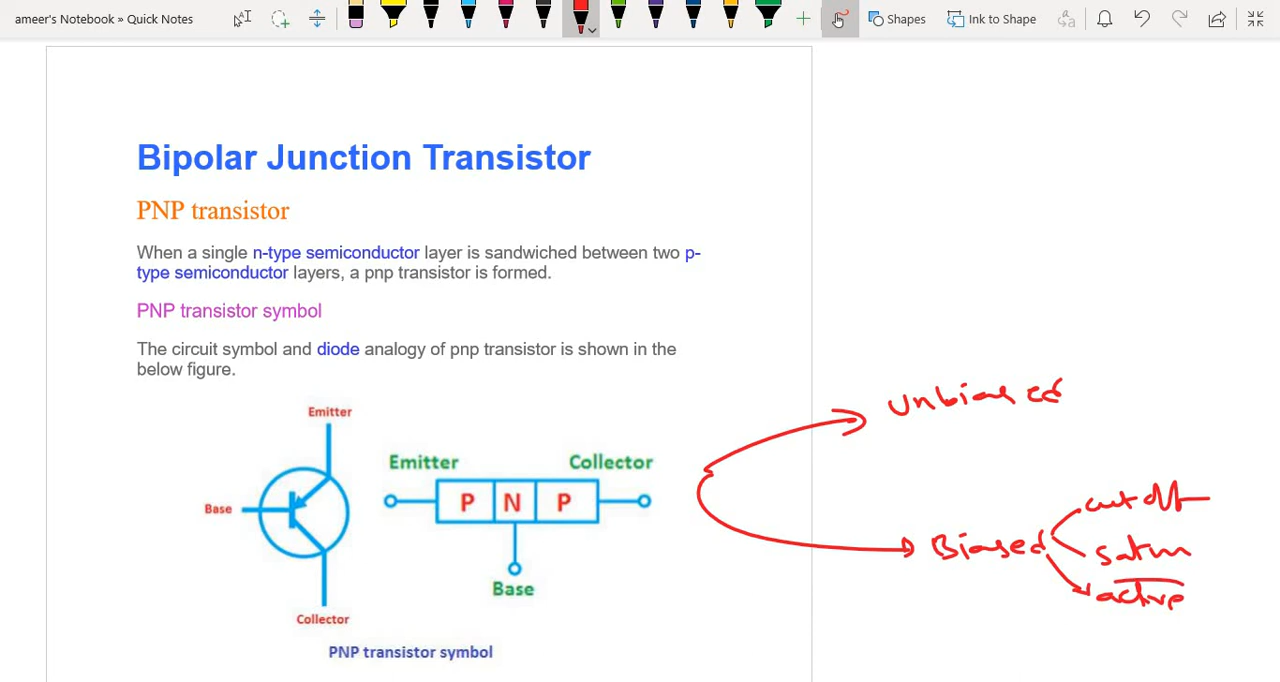 ameer's Notebook » Quick Notes
Shapes
Ink to Shape
Bipolar Junction Transistor
PNP transistor
When a single n-type semiconductor layer is sandwiched between two p-
type semiconductor layers, a pnp transistor is formed.
PNP transistor symbol
The circuit symbol and diode analogy of pnp transistor is shown in the
below figure.
Emitter
Base
Collector
Emitter
Collector
P N P
Base
PNP transistor symbol
Unbiased
Biased
cut off
satrn
active